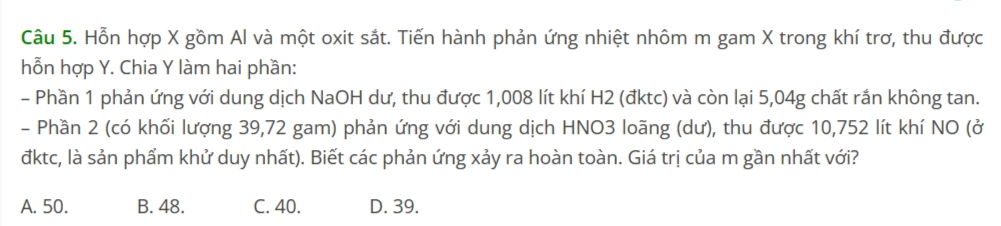 Câu 5. Hỗn hợp X gồm Al và một oxit sắt. Tiến hành phản ứng nhiệt nhôm m gam X trong khí trơ, thu được
hỗn hợp Y. Chia Y làm hai phần:
– Phần 1 phản ứng với dung dịch NaOH dư, thu được 1,008 lít khí H2 (đktc) và còn lại 5,04g chất rắn không tan.
– Phần 2 (có khối lượng 39,72 gam) phản ứng với dung dịch HNO3 loãng (dư), thu được 10,752 lít khí NO (ở
đktc, là sản phẩm khử duy nhất). Biết các phản ứng xảy ra hoàn toàn. Giá trị của m gần nhất với?
A. 50. B. 48. C. 40. D. 39.